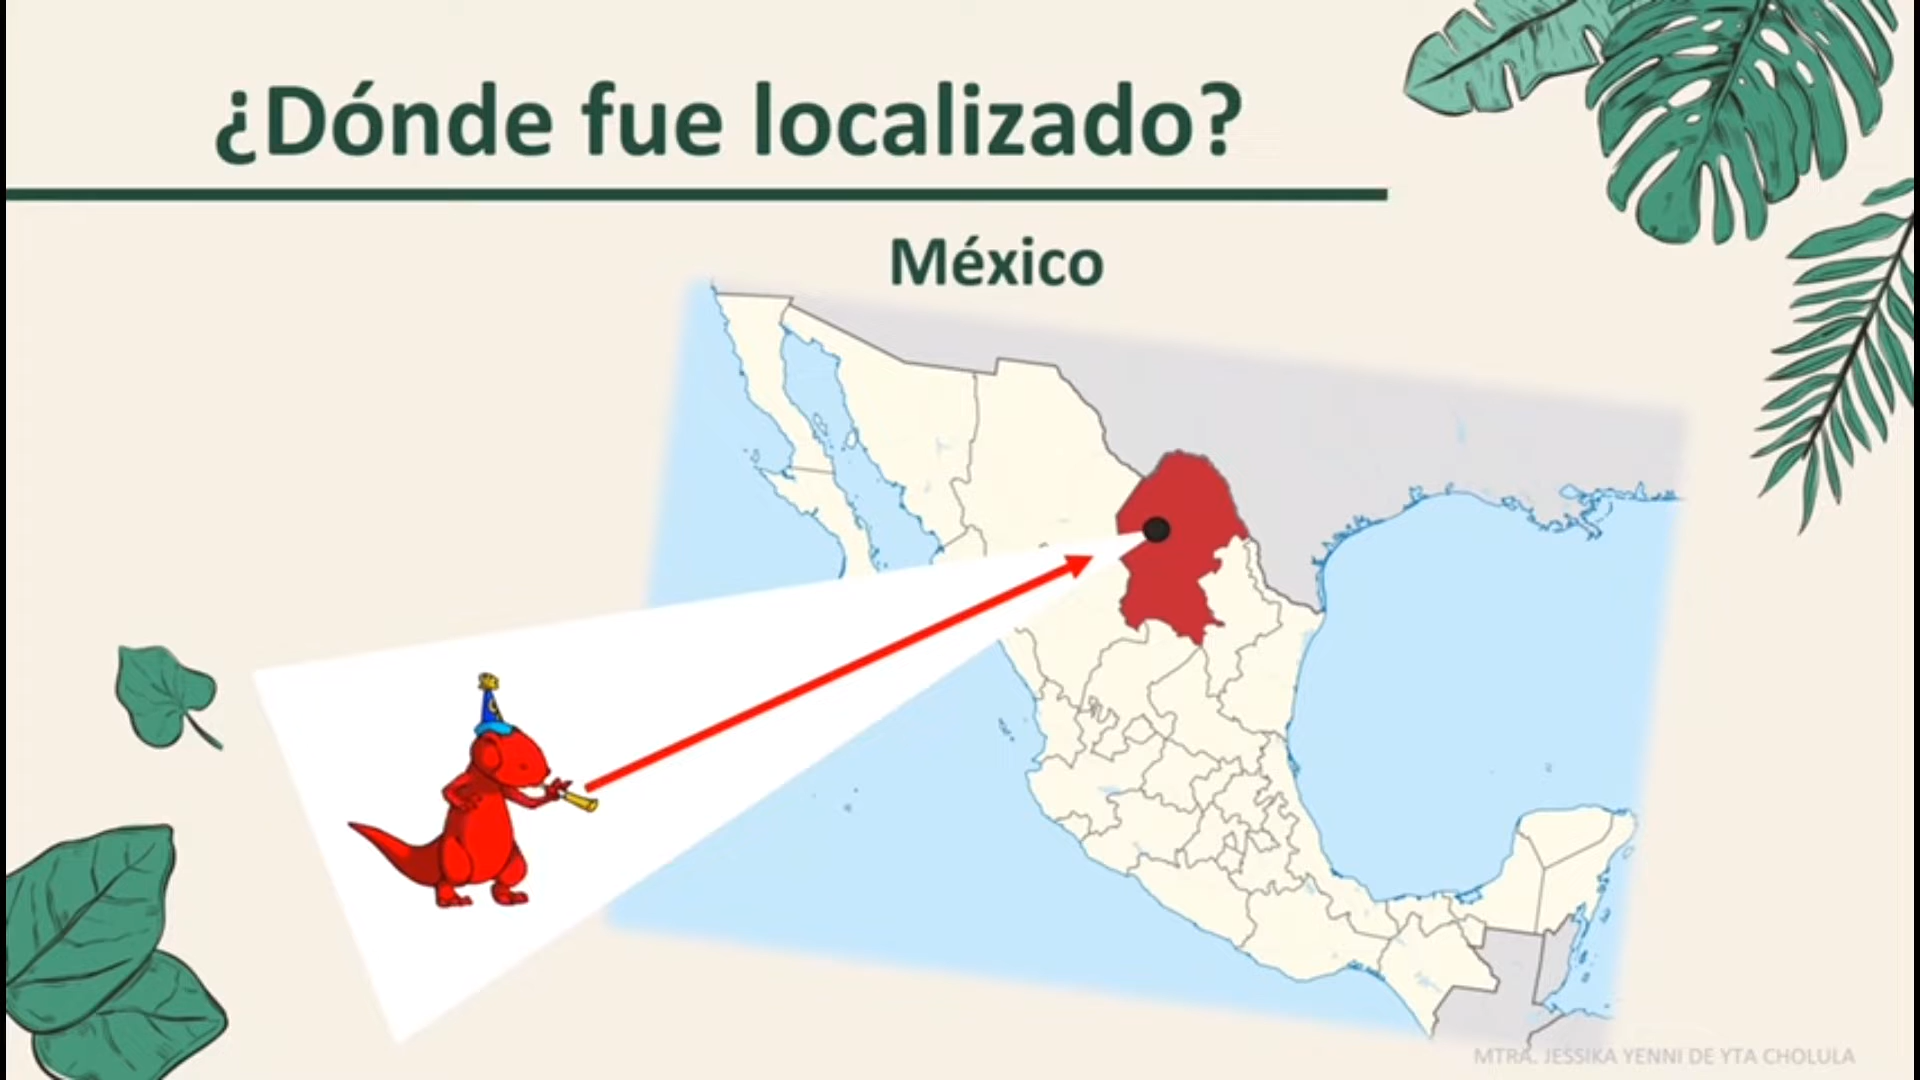 ¿Dónde fue localizado?
México
MTRA. JESSIKA YENNI DE YTA CHOLULA